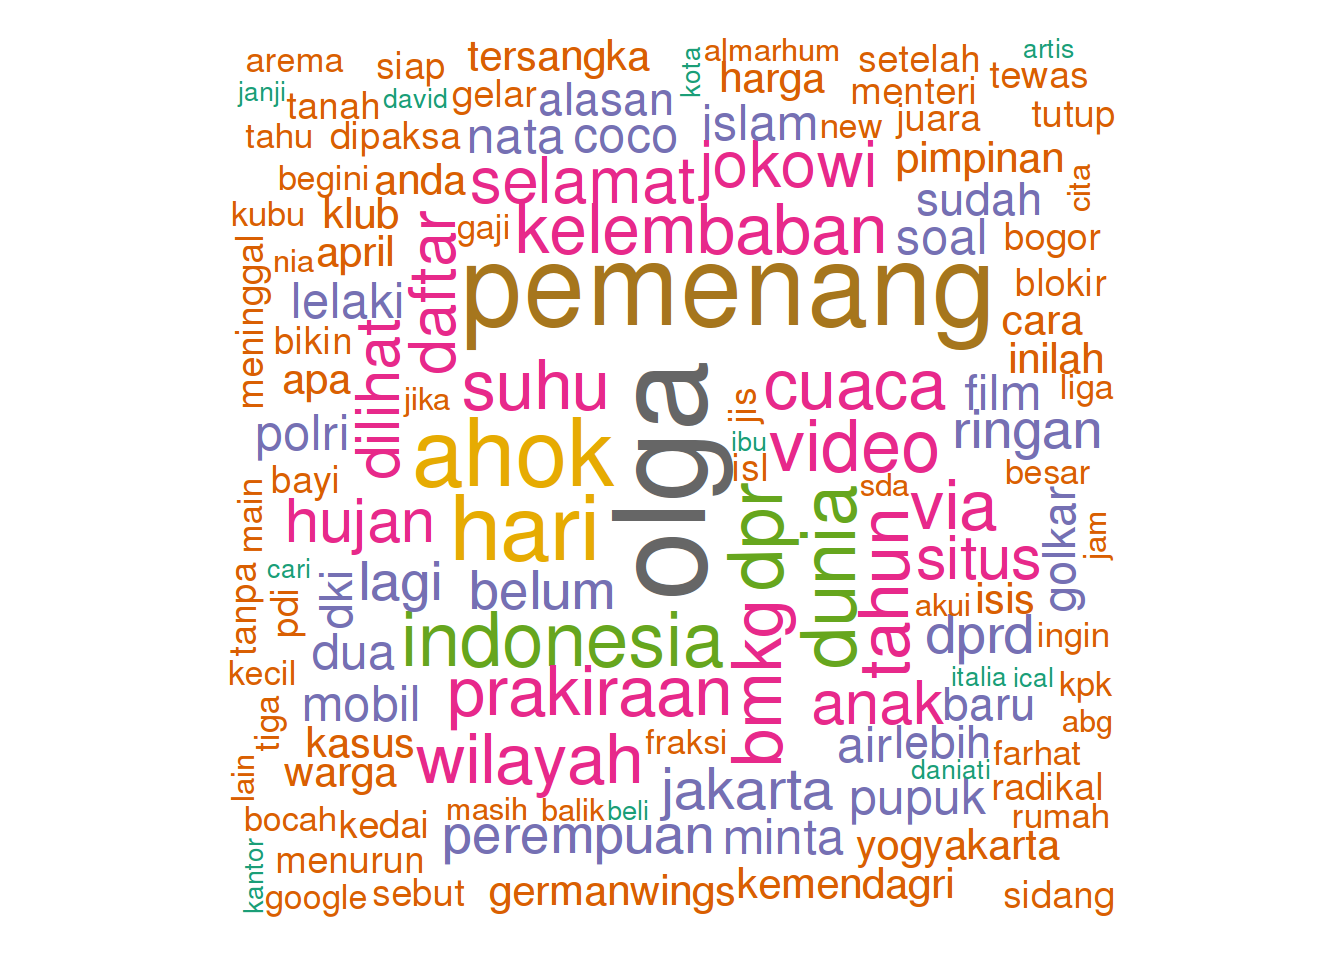 arema
siap
tersangka
kota
almarhum
setelah
artis
janji
tanah
david
gelar
alasan
harga
menteri
tewas
tahu
dipaksa
nata
coco
islam
new
juara
tutup
begini
anda
selamat
jokowi
pimpinan
cita
kubu
klub
daftar
gaji
kelembaban
sudah
soal
bogor
meninggal
nia
april
pemenang
lelaki
dilihat
blokir
bikin
cara
apa
suhu
olga
cuaca
inilah
film
liga
jika
jis
polri
ahok
ibu
video
ringan
bayi
isl
besar
main
hujan
hari
dpr
dunia
sda
via
golkar
tahun
situs
jam
cari
dki
lagi
belum
tanpa
pdi
akui
isis
dua
indonesia
bmkg
dprd
ingin
kecil
mobil
prakiraan
anak
italia
ical
kpk
baru
tiga
kasus
wilayah
fraksi
air
lebih
abg
farhat
lain
warga
jakarta
daniati
pupuk
radikal
masih
balik
beli
bocah
kedai
perempuan
minta
rumah
kantor
menurun
yogyakarta
google
sebut
germanwings
kemendagri
sidang